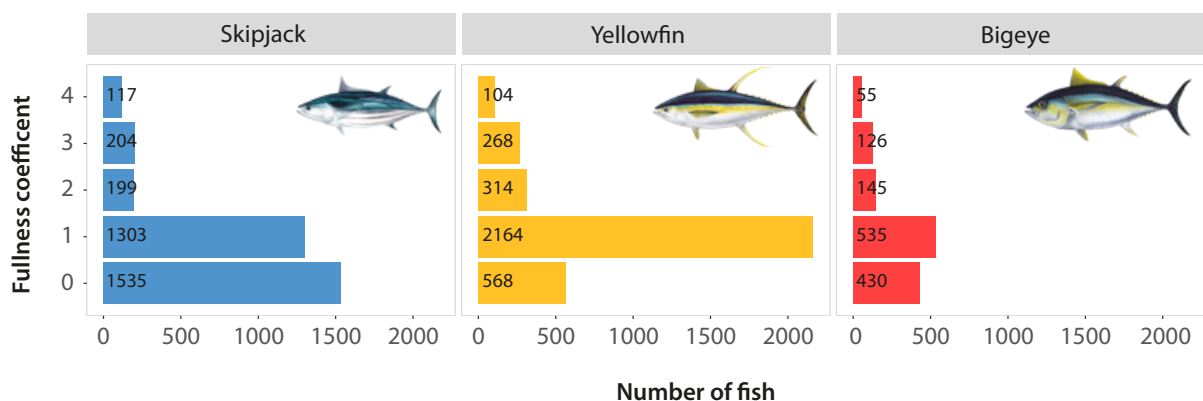 Skipjack Yellowfin Bigeye
4 117 104 55
3 204 268 126
2 199 314 145
1 1303 2164 535
0 1535 568 430
0 500 1000 1500 2000 0 500 1000 1500 2000 0 500 1000 1500 2000
Fullness coefficent
Number of fish